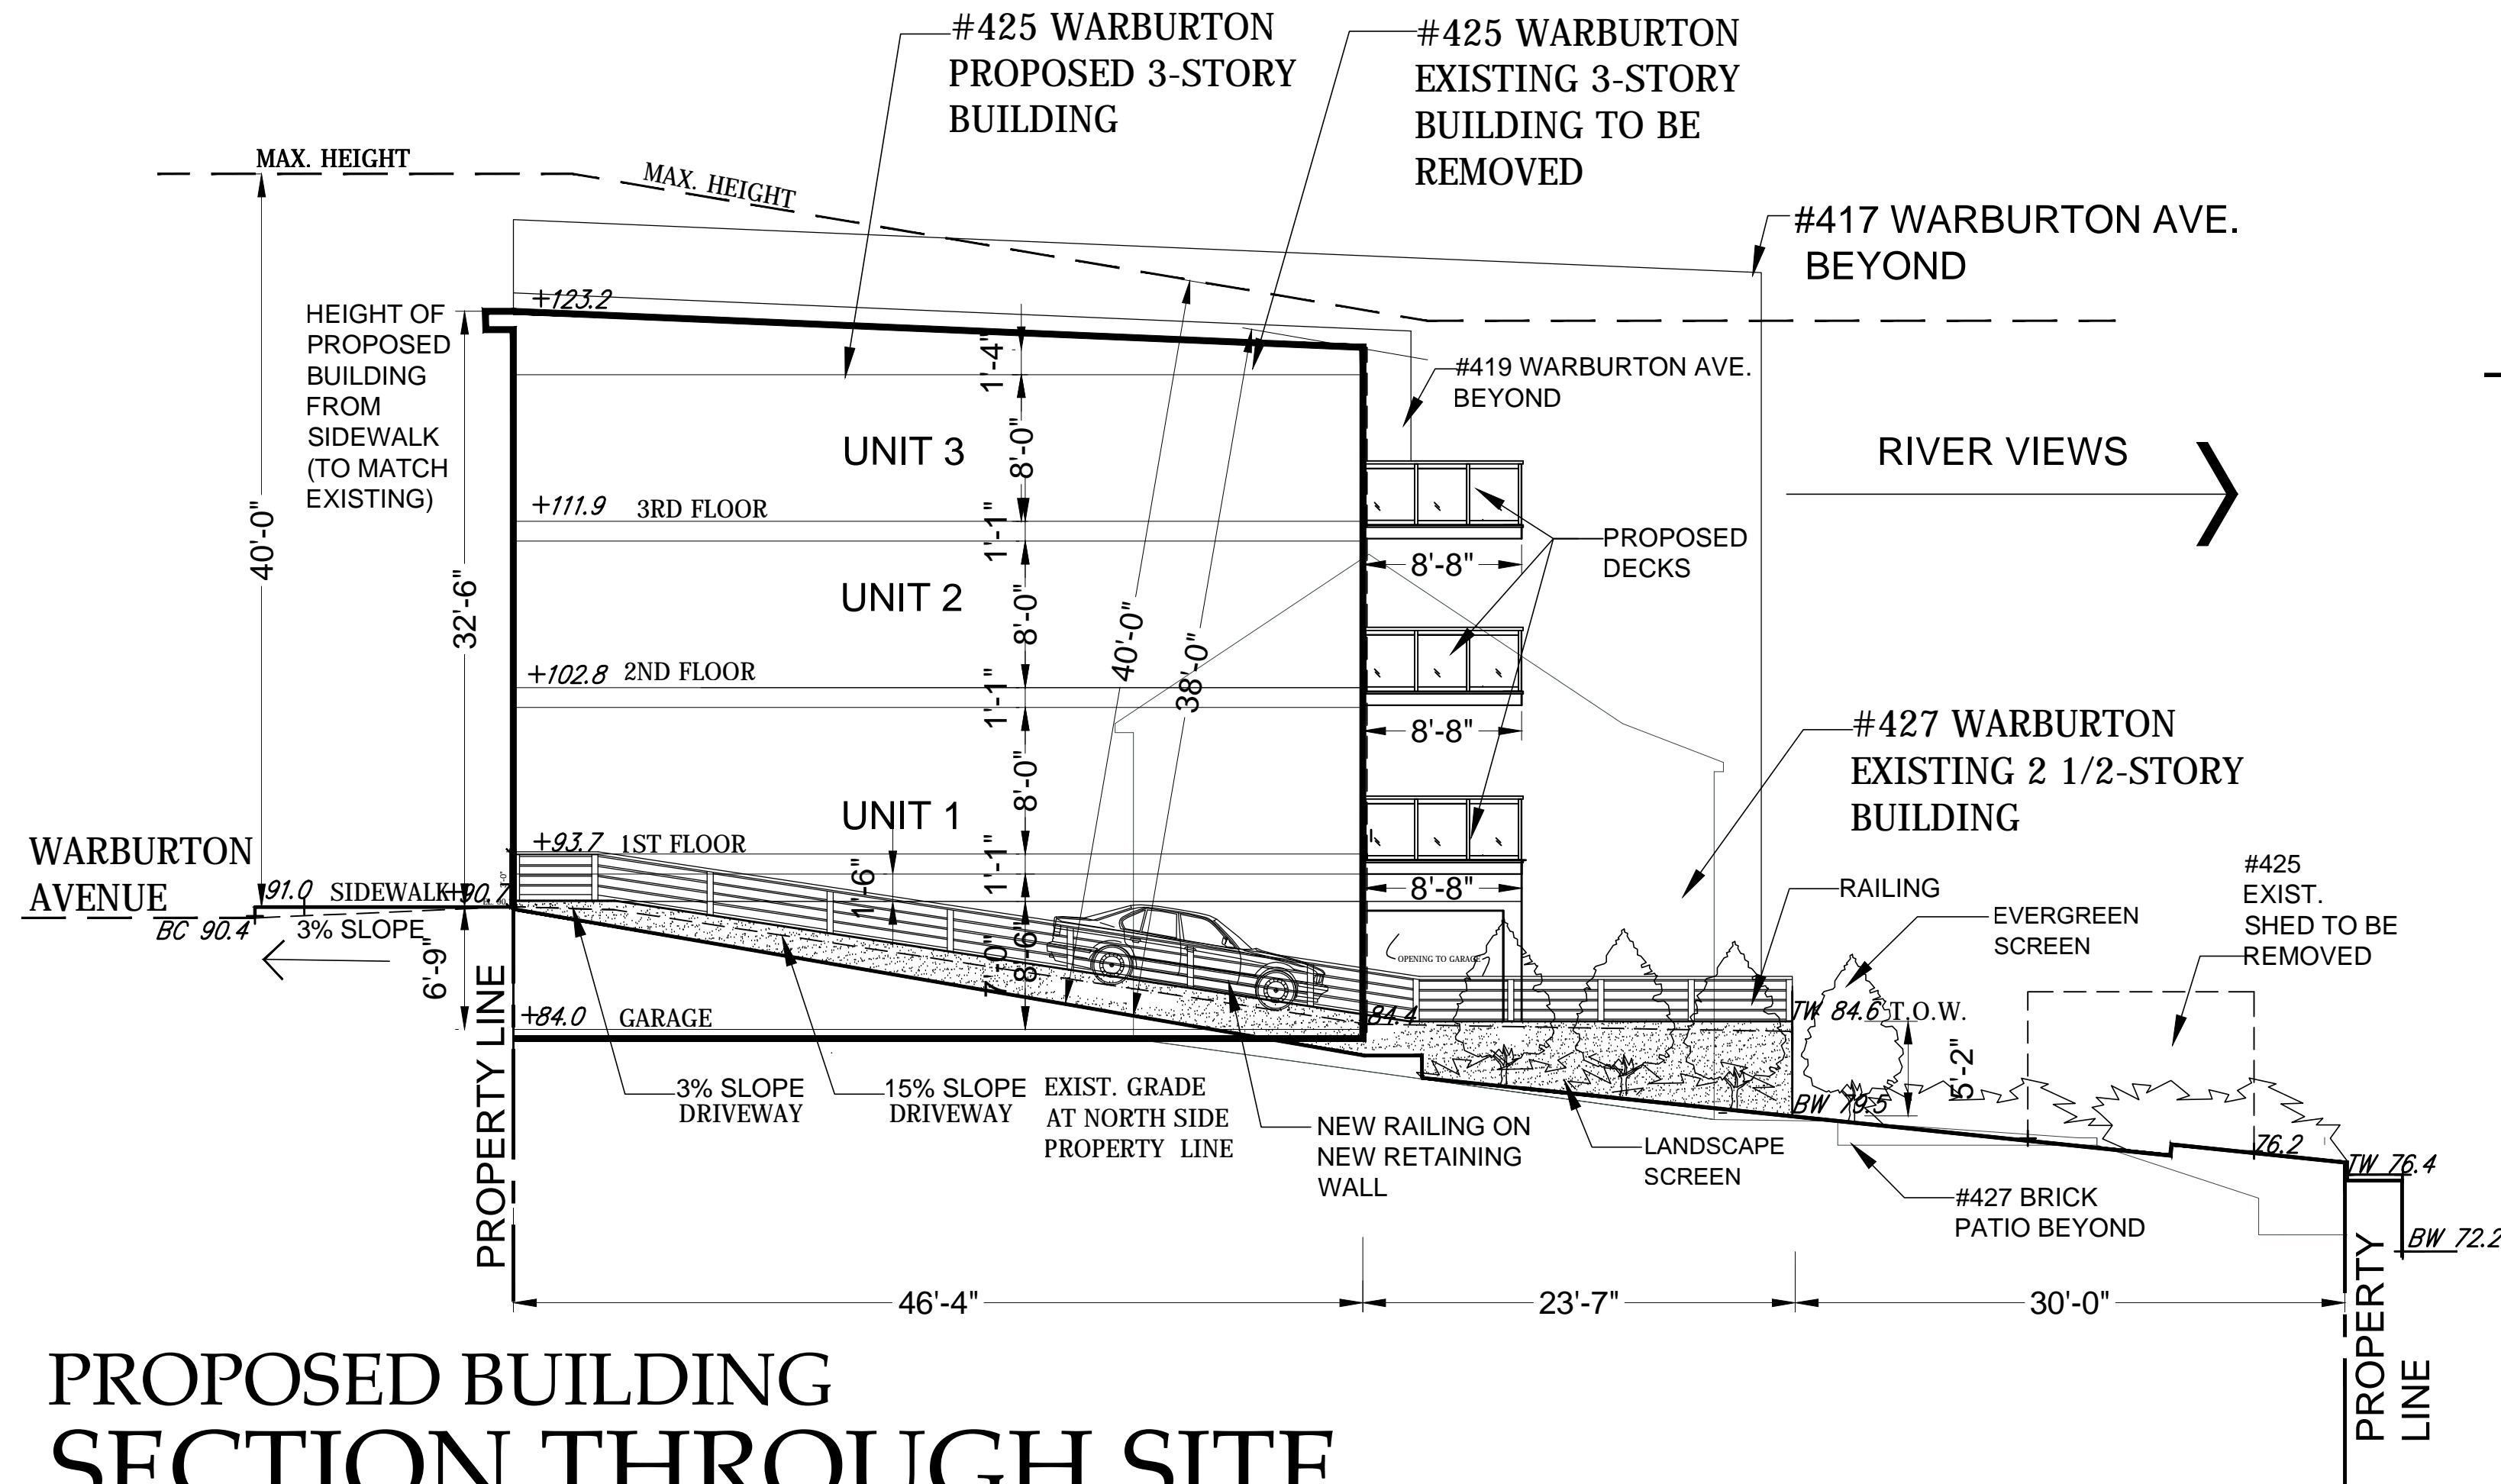 #425 WARBURTON
PROPOSED 3-STORY
BUILDING
#425 WARBURTON
EXISTING 3-STORY
BUILDING TO BE
REMOVED
MAX. HEIGHT
MAX. HEIGHT
#417 WARBURTON AVE.
BEYOND
+123.2
HEIGHT OF
PROPOSED
BUILDING
FROM
SIDEWALK
(TO MATCH
EXISTING)
40'-0"
32'-6"
1'-4"
#419 WARBURTON AVE.
BEYOND
UNIT 3
8'-0"
RIVER VIEWS
+111.9 3RD FLOOR
1'-1"
PROPOSED
DECKS
8'-8"
UNIT 2
8'-0"
40'-0"
38'-0"
+102.8 2ND FLOOR
1'-1"
8'-8"
#427 WARBURTON
EXISTING 2 1/2-STORY
BUILDING
UNIT 1
8'-0"
+93.7 1ST FLOOR
1'-1"
1'-6"
8'-8"
WARBURTON
AVENUE
91.0 SIDEWALK
+90.7
BC 90.4
3% SLOPE
6'-9"
7'-0"
8'-6"
OPENING TO GARAGE
RAILING
EVERGREEN
SCREEN
#425
EXIST.
SHED TO BE
REMOVED
+84.0 GARAGE
84.4
TW 84.6 T.O.W.
5'-2"
BW 79.5
3% SLOPE
DRIVEWAY
15% SLOPE
DRIVEWAY
EXIST. GRADE
AT NORTH SIDE
PROPERTY LINE
NEW RAILING ON
NEW RETAINING
WALL
LANDSCAPE
SCREEN
#427 BRICK
PATIO BEYOND
76.2
TW 76.4
BW 72.2
PROPERTY LINE
46'-4"
23'-7"
30'-0"
PROPERTY
LINE
PROPOSED BUILDING
SECTION THROUGH SITE